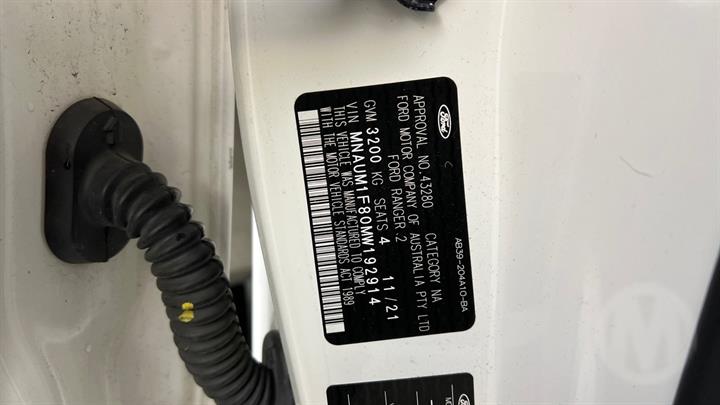 Ford
APPROVAL NO. 43280 CATEGORY NA
FORD MOTOR COMPANY OF AUSTRALIA PTY LTD
FORD RANGER .2
GVM 3200 KG SEATS 4 11/21
VIN MNAUM1F80MW192914
THIS VEHICLE WAS MANUFACTURED TO COMPLY
WITH THE MOTOR VEHICLE STANDARDS ACT 1989
AB39-204A10-BA
Ford
M